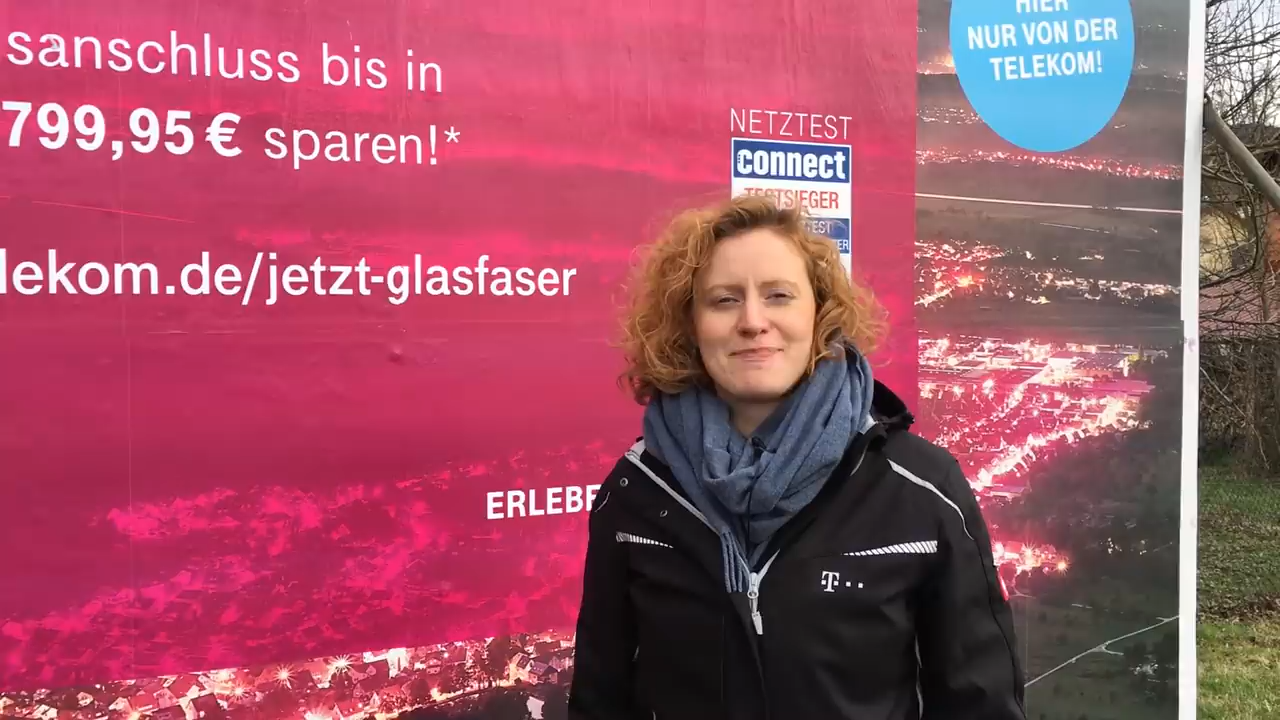 sanschluss bis in
799,95 € sparen!*
lekom.de/jetzt-glasfaser
NETZTEST
connect
TESTSIEGER
ERLEBE
HIER
NUR VON DER
TELEKOM!
T